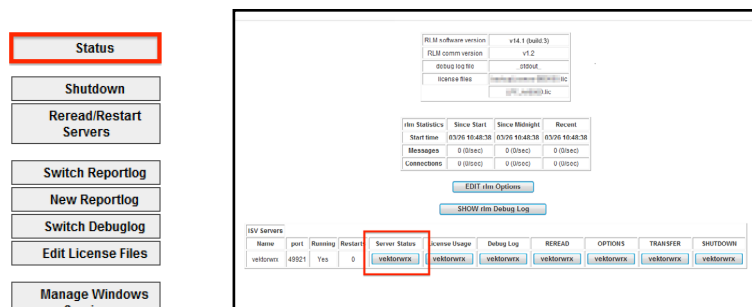 Status
Shutdown
Reread/Restart
Servers
Switch Reportlog
New Reportlog
Switch Debuglog
Edit License Files
Manage Windows
RLM software version v14.1 (build:3)
RLM comm version v1.2
debug log file _stdout_
license files .lic
.lic
rlm Statistics Since Start Since Midnight Recent
Start time 03/26 10:48:38 03/26 10:48:38 03/26 10:48:38
Messages 0 (0/sec) 0 (0/sec) 0 (0/sec)
Connections 0 (0/sec) 0 (0/sec) 0 (0/sec)
EDIT rlm Options
SHOW rlm Debug Log
ISV Servers
Name port Running Restarts Server Status License Usage Debug Log REREAD OPTIONS TRANSFER SHUTDOWN
vektorwrx 49921 Yes 0 vektorwrx vektorwrx vektorwrx vektorwrx vektorwrx vektorwrx vektorwrx